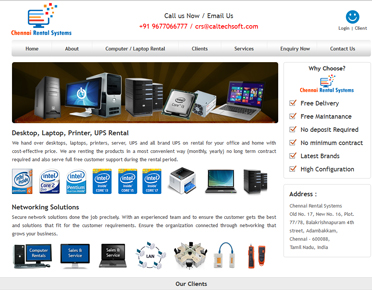 Call us Now / Email Us
+91 9677066777 / crs@caltechsoft.com
Chennai Rental Systems
Login | Client
Home About Computer / Laptop Rental Clients Services Enquiry Now Contact Us
Why Choose?
Chennai Rental Systems
Free Delivery
Free Maintanance
No deposit Required
No minimum contract
Latest Brands
High Configuration
Desktop, Laptop, Printer, UPS Rental
We hand over desktops, laptops, printers, server, UPS and all brand UPS on rental for your office and home with
cost-effective price. We are renting the products in a most convenient way (monthly, yearly) no long term contract
required and also serve full free customer support during the rental period.
Networking Solutions
Secure network solutions done the job precisely. With an experienced team and to ensure the customer gets the best
and solutions that fit for the customer requirements. Ensure the organization connected through networking that
grows your business.
Computer Rentals
Sales & Service
Sales & Service
LAN
Address :
Chennai Rental Systems
Old No. 17, New No. 16, Plot.
77/76, Balakrishnapuram 4th
street, Adambakkam,
Chennai - 600088,
Tamil Nadu, India
Our Clients